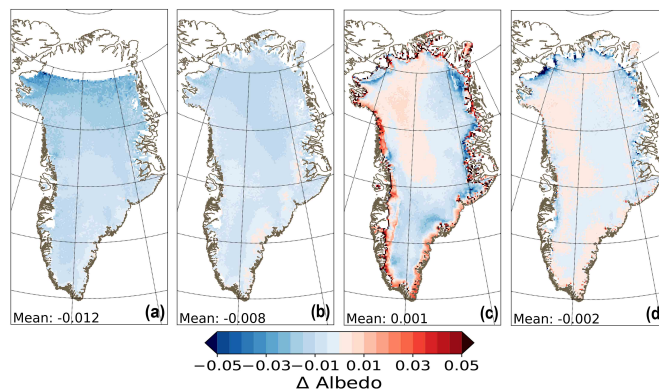 Mean: -0.012 (a)
Mean: -0.008 (b)
Mean: 0.001 (c)
Mean: -0.002 (d)
−0.05 −0.03 −0.01 0.01 0.03 0.05
Δ Albedo